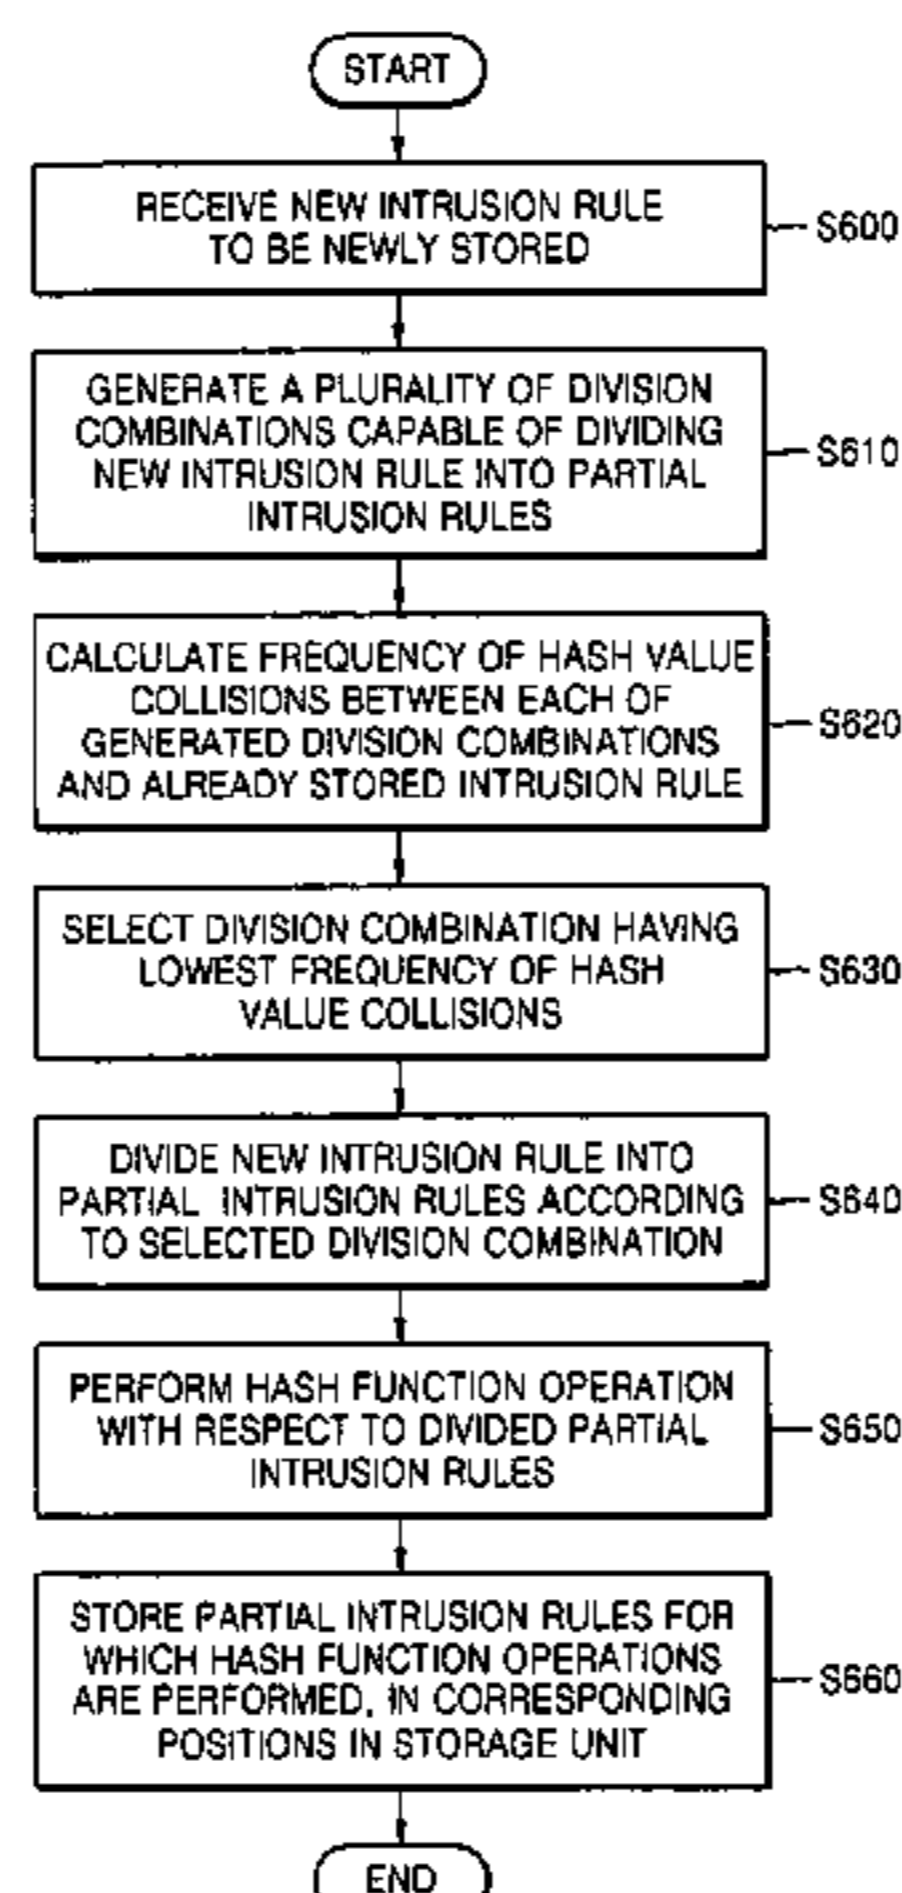 START
RECEIVE NEW INTRUSION RULE
TO BE NEWLY STORED
S600
GENERATE A PLURALITY OF DIVISION
COMBINATIONS CAPABLE OF DIVIDING
NEW INTRUSION RULE INTO PARTIAL
INTRUSION RULES
S610
CALCULATE FREQUENCY OF HASH VALUE
COLLISIONS BETWEEN EACH OF
GENERATED DIVISION COMBINATIONS
AND ALREADY STORED INTRUSION RULE
S620
SELECT DIVISION COMBINATION HAVING
LOWEST FREQUENCY OF HASH
VALUE COLLISIONS
S630
DIVIDE NEW INTRUSION RULE INTO
PARTIAL INTRUSION RULES ACCORDING
TO SELECTED DIVISION COMBINATION
S640
PERFORM HASH FUNCTION OPERATION
WITH RESPECT TO DIVIDED PARTIAL
INTRUSION RULES
S650
STORE PARTIAL INTRUSION RULES FOR
WHICH HASH FUNCTION OPERATIONS
ARE PERFORMED, IN CORRESPONDING
POSITIONS IN STORAGE UNIT
S660
END